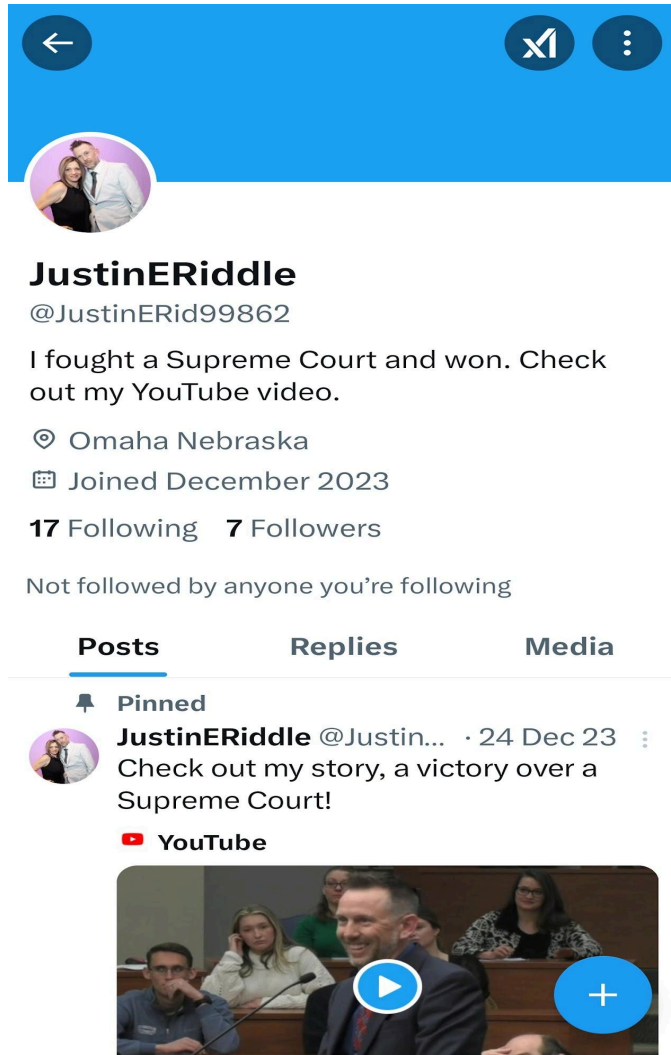 JustinERiddle
@JustinERid99862
I fought a Supreme Court and won. Check
out my YouTube video.
Omaha Nebraska
Joined December 2023
17 Following 7 Followers
Not followed by anyone you’re following
Posts Replies Media
Pinned
JustinERiddle @Justin... · 24 Dec 23
Check out my story, a victory over a
Supreme Court!
YouTube